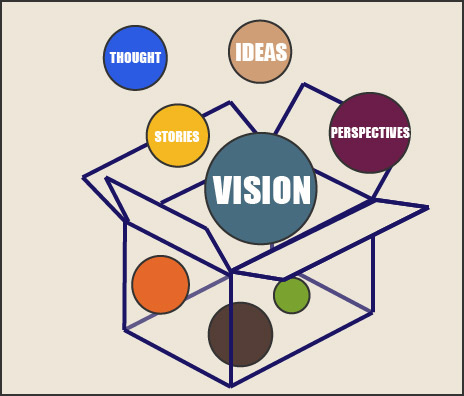 THOUGHT
IDEAS
STORIES
PERSPECTIVES
VISION